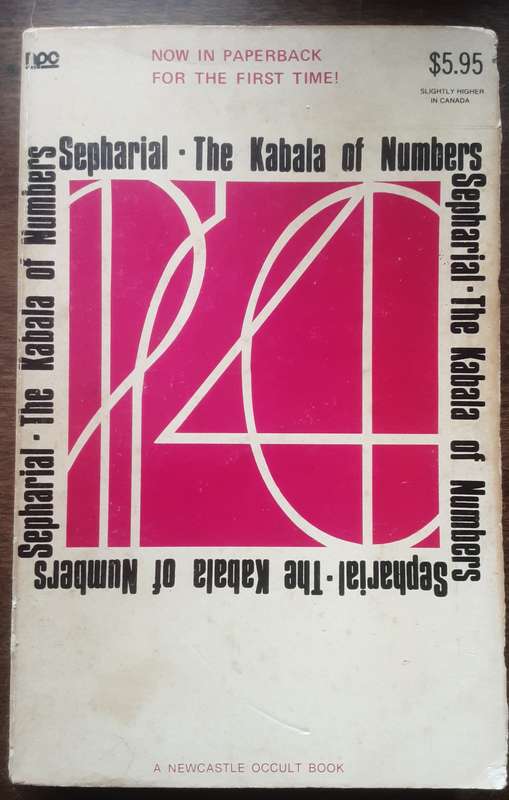 npc
NOW IN PAPERBACK
FOR THE FIRST TIME!
$5.95
SLIGHTLY HIGHER
IN CANADA
Sepharial · The Kabala of Numbers
Sepharial · The Kabala of Numbers
Sepharial · The Kabala of Numbers
Sepharial · The Kabala of Numbers
A NEWCASTLE OCCULT BOOK